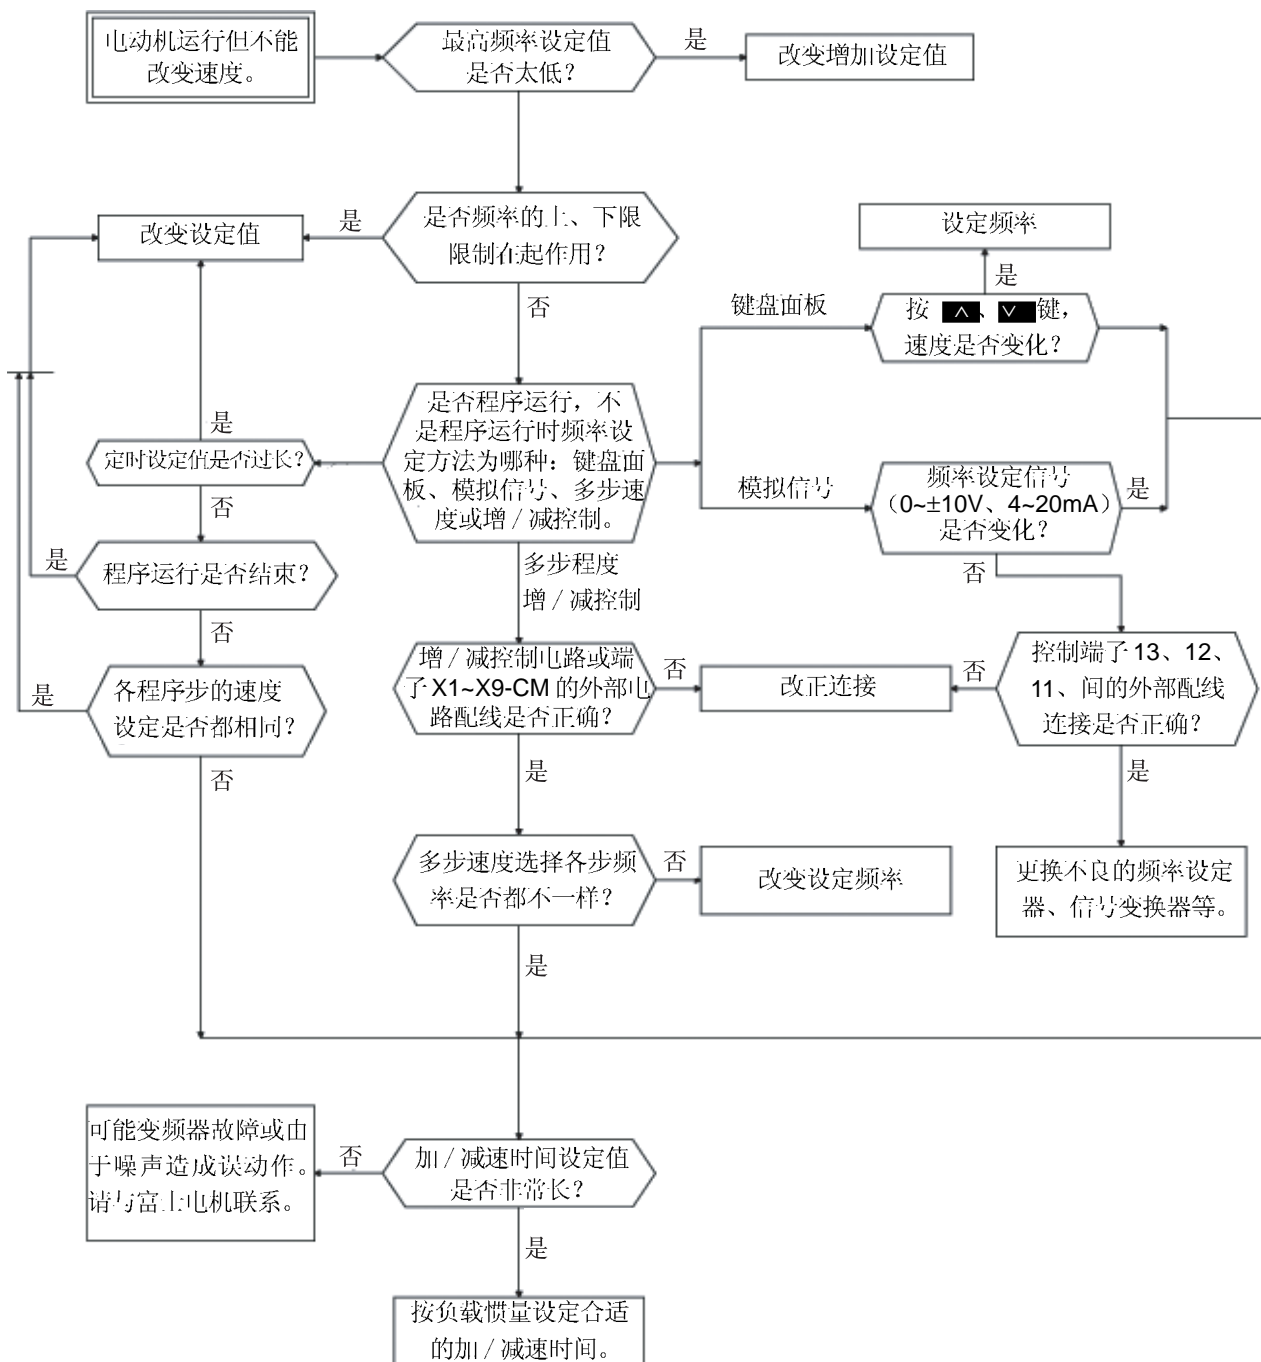 电动机运行但不能
改变速度。
最高频率设定值
是否太低？
是
改变增加设定值
是否频率的上、下限
限制在起作用？
是
改变设定值
否
设定频率
是
键盘面板
按 ∧、∨ 键，
速度是否变化？
是否程序运行，不
是程序运行时频率设
定方法为哪种：键盘面
板、模拟信号、多步速
度或增／减控制。
是
定时设定值是否过长？
否
模拟信号
频率设定信号
（0~±10V、4~20mA）
是否变化？
是
否
是
程序运行是否结束？
否
多步程度
增／减控制
增／减控制电路或端
子 X1~X9-CM 的外部电
路配线是否正确？
否
改正连接
否
控制端子 13、12、
11、间的外部配线
连接是否正确？
是
是
各程序步的速度
设定是否都相同？
否
是
多步速度选择各步频
率是否都不一样？
否
改变设定频率
更换不良的频率设定
器、信号变换器等。
是
可能变频器故障或由
于噪声造成误动作。
请与富士电机联系。
否
加／减速时间设定值
是否非常长？
是
按负载惯量设定合适
的加／减速时间。